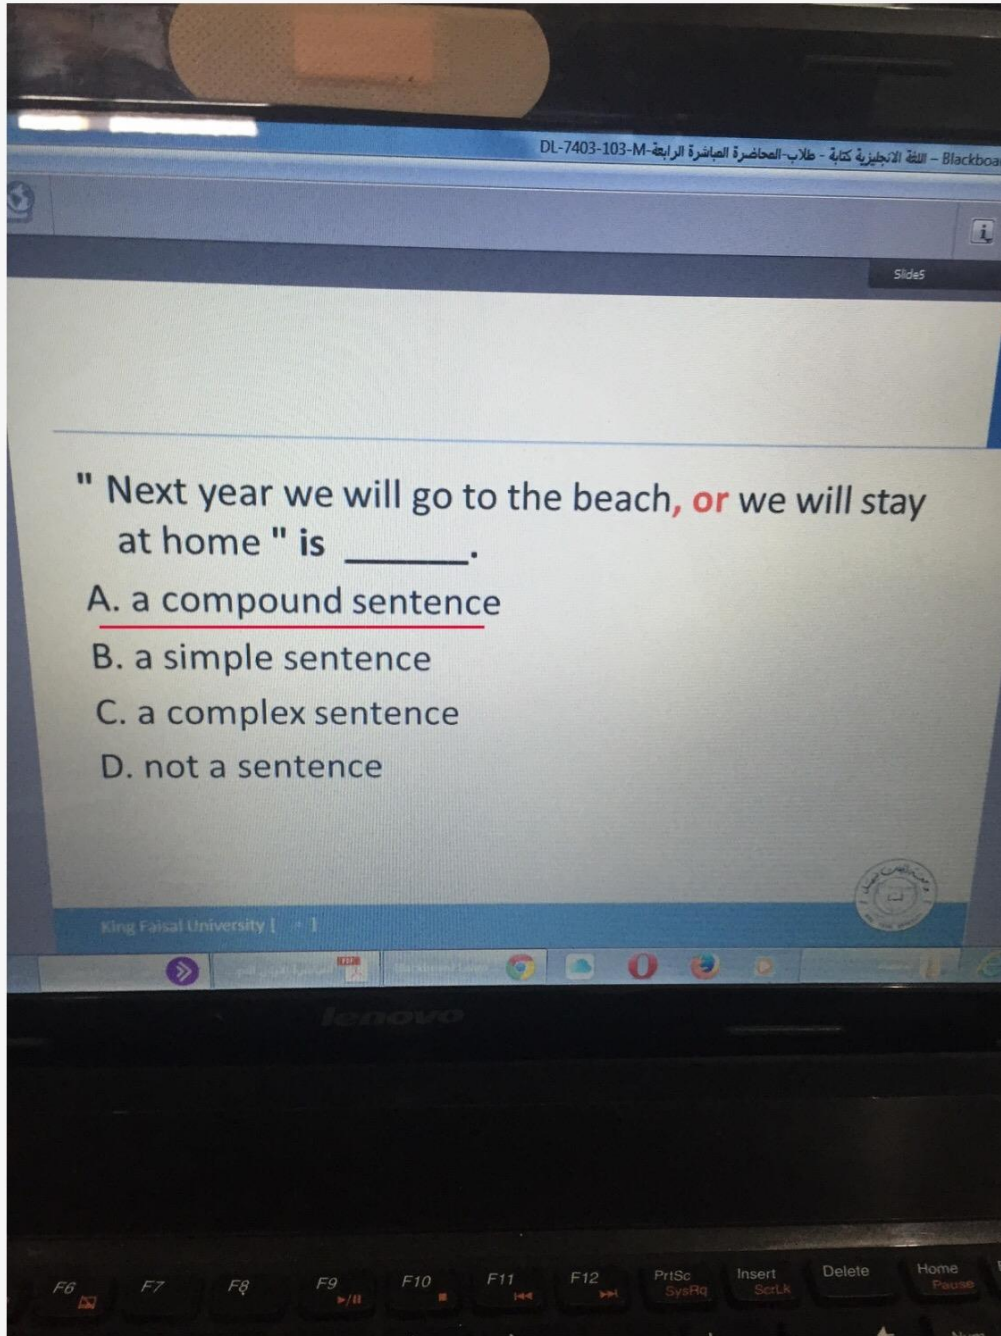 DL-7403-103-M-اللغة الانجليزية كتابة - طلاب-المحاضرة المباشرة الرابعة – Blackboa
Slide5
" Next year we will go to the beach, or we will stay
at home " is ______.
A. a compound sentence
B. a simple sentence
C. a complex sentence
D. not a sentence
King Faisal University [ ]
lenovo
F6 F7 F8 F9 F10 F11 F12 PrtSc Insert Delete Home
SysRq ScrLk Pause